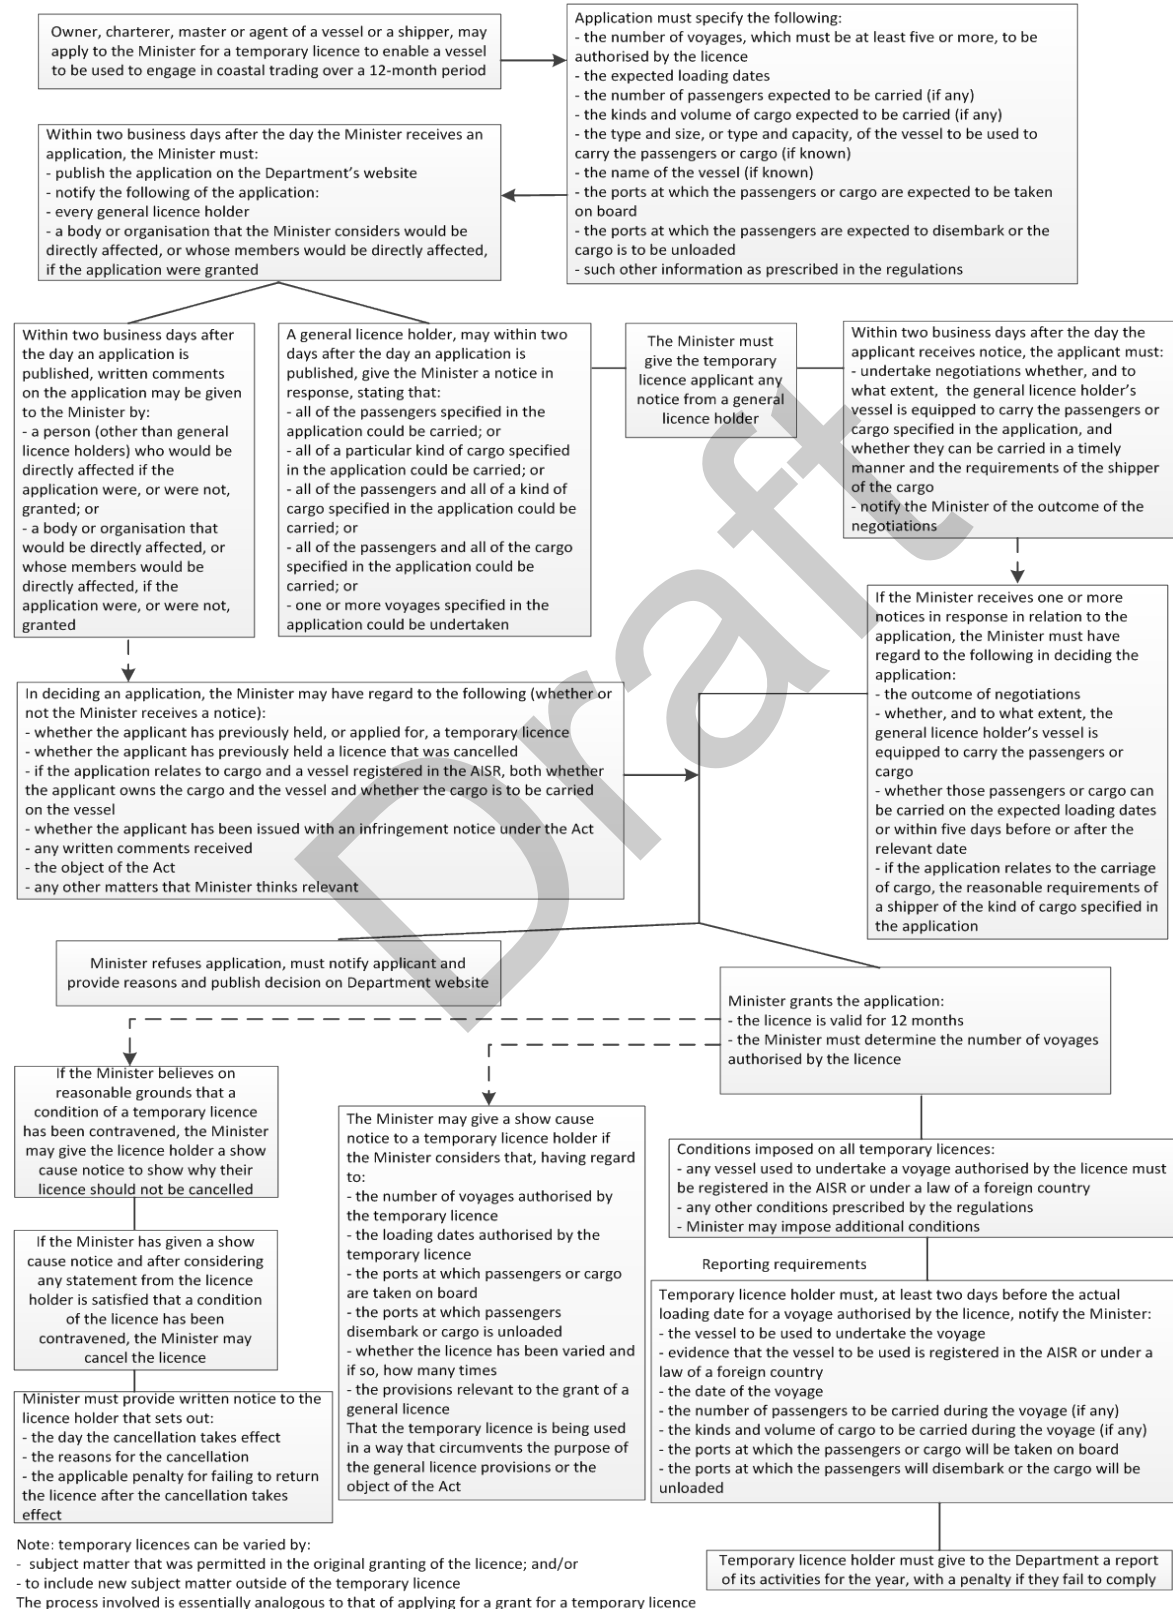 Owner, charterer, master or agent of a vessel or a shipper, may
apply to the Minister for a temporary licence to enable a vessel
to be used to engage in coastal trading over a 12-month period
Application must specify the following:
- the number of voyages, which must be at least five or more, to be
authorised by the licence
- the expected loading dates
- the number of passengers expected to be carried (if any)
- the kinds and volume of cargo expected to be carried (if any)
- the type and size, or type and capacity, of the vessel to be used to
carry the passengers or cargo (if known)
- the name of the vessel (if known)
- the ports at which the passengers or cargo are expected to be taken
on board
- the ports at which the passengers are expected to disembark or the
cargo is to be unloaded
- such other information as prescribed in the regulations
Within two business days after the day the Minister receives an
application, the Minister must:
- publish the application on the Department's website
- notify the following of the application:
- every general licence holder
- a body or organisation that the Minister considers would be
directly affected, or whose members would be directly affected,
if the application were granted
Within two business days after
the day an application is
published, written comments
on the application may be given
to the Minister by:
- a person (other than general
licence holders) who would be
directly affected if the
application were, or were not,
granted; or
- a body or organisation that
would be directly affected, or
whose members would be
directly affected, if the
application were, or were not,
granted
A general licence holder, may within two
days after the day an application is
published, give the Minister a notice in
response, stating that:
- all of the passengers specified in the
application could be carried; or
- all of a particular kind of cargo specified
in the application could be carried; or
- all of the passengers and all of a kind of
cargo specified in the application could be
carried; or
- all of the passengers and all of the cargo
specified in the application could be
carried; or
- one or more voyages specified in the
application could be undertaken
The Minister must
give the temporary
licence applicant any
notice from a general
licence holder
Within two business days after the day the
applicant receives notice, the applicant must:
- undertake negotiations whether, and to
what extent, the general licence holder's
vessel is equipped to carry the passengers or
cargo specified in the application, and
whether they can be carried in a timely
manner and the requirements of the shipper
of the cargo
- notify the Minister of the outcome of the
negotiations
If the Minister receives one or more
notices in response in relation to the
application, the Minister must have
regard to the following in deciding the
application:
- the outcome of negotiations
- whether, and to what extent, the
general licence holder's vessel is
equipped to carry the passengers or
cargo
- whether those passengers or cargo can
be carried on the expected loading dates
or within five days before or after the
relevant date
- if the application relates to the carriage
of cargo, the reasonable requirements of
a shipper of the kind of cargo specified in
the application
In deciding an application, the Minister may have regard to the following (whether or
not the Minister receives a notice):
- whether the applicant has previously held, or applied for, a temporary licence
- whether the applicant has previously held a licence that was cancelled
- if the application relates to cargo and a vessel registered in the AISR, both whether
the applicant owns the cargo and the vessel and whether the cargo is to be carried
on the vessel
- whether the applicant has been issued with an infringement notice under the Act
- any written comments received
- the object of the Act
- any other matters that Minister thinks relevant
Draft
Minister refuses application, must notify applicant and
provide reasons and publish decision on Department website
Minister grants the application:
- the licence is valid for 12 months
- the Minister must determine the number of voyages
authorised by the licence
If the Minister believes on
reasonable grounds that a
condition of a temporary licence
has been contravened, the Minister
may give the licence holder a show
cause notice to show why their
licence should not be cancelled
If the Minister has given a show
cause notice and after considering
any statement from the licence
holder is satisfied that a condition
of the licence has been
contravened, the Minister may
cancel the licence
Minister must provide written notice to the
licence holder that sets out:
- the day the cancellation takes effect
- the reasons for the cancellation
- the applicable penalty for failing to return
the licence after the cancellation takes
effect
The Minister may give a show cause
notice to a temporary licence holder if
the Minister considers that, having regard
to:
- the number of voyages authorised by
the temporary licence
- the loading dates authorised by the
temporary licence
- the ports at which passengers or cargo
are taken on board
- the ports at which passengers
disembark or cargo is unloaded
- whether the licence has been varied and
if so, how many times
- the provisions relevant to the grant of a
general licence
That the temporary licence is being used
in a way that circumvents the purpose of
the general licence provisions or the
object of the Act
Conditions imposed on all temporary licences:
- any vessel used to undertake a voyage authorised by the licence must
be registered in the AISR or under a law of a foreign country
- any other conditions prescribed by the regulations
- Minister may impose additional conditions
Reporting requirements
Temporary licence holder must, at least two days before the actual
loading date for a voyage authorised by the licence, notify the Minister:
- the vessel to be used to undertake the voyage
- evidence that the vessel to be used is registered in the AISR or under a
law of a foreign country
- the date of the voyage
- the number of passengers to be carried during the voyage (if any)
- the kinds and volume of cargo to be carried during the voyage (if any)
- the ports at which the passengers or cargo will be taken on board
- the ports at which the passengers will disembark or the cargo will be
unloaded
Temporary licence holder must give to the Department a report
of its activities for the year, with a penalty if they fail to comply
Note: temporary licences can be varied by:
- subject matter that was permitted in the original granting of the licence; and/or
- to include new subject matter outside of the temporary licence
The process involved is essentially analogous to that of applying for a grant for a temporary licence